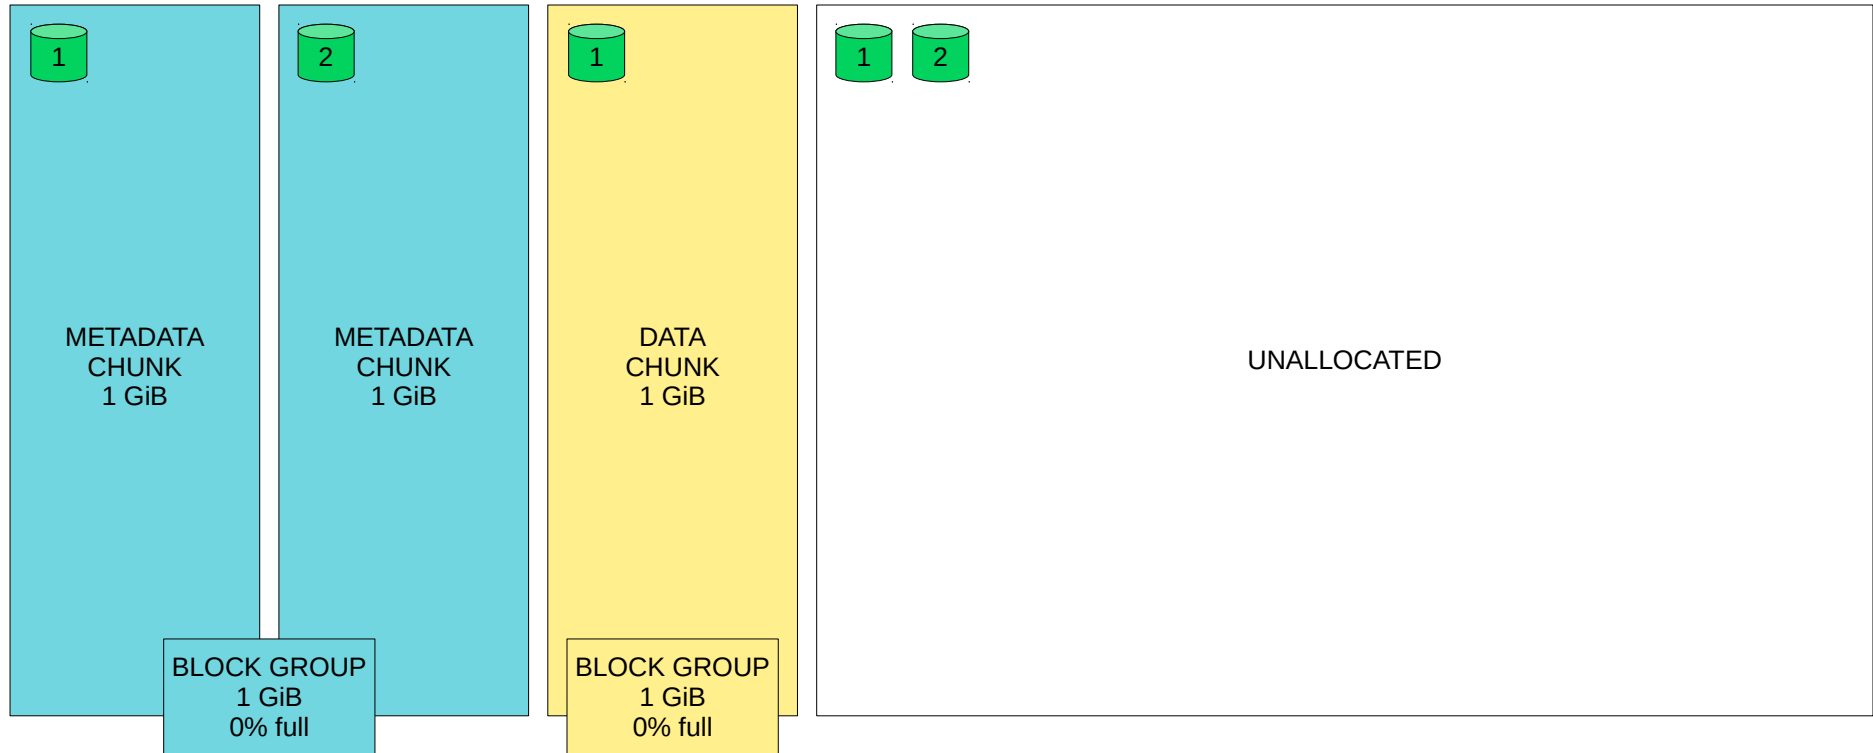 1
2
1
1
2
METADATA
CHUNK
1 GiB
METADATA
CHUNK
1 GiB
DATA
CHUNK
1 GiB
UNALLOCATED
BLOCK GROUP
1 GiB
0% full
BLOCK GROUP
1 GiB
0% full